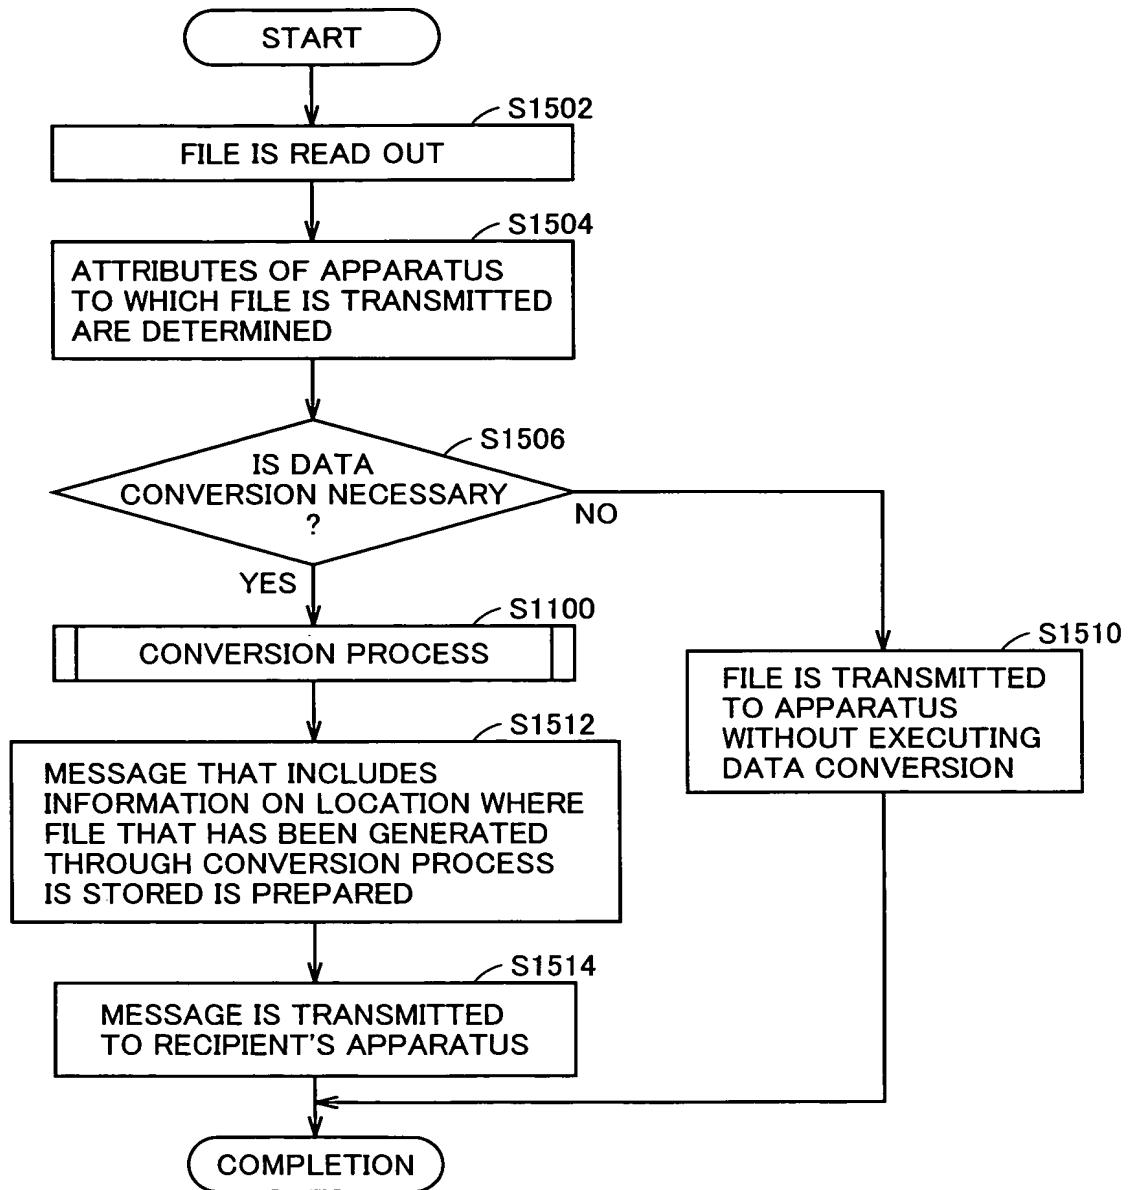 START
S1502
FILE IS READ OUT
S1504
ATTRIBUTES OF APPARATUS
TO WHICH FILE IS TRANSMITTED
ARE DETERMINED
S1506
IS DATA
CONVERSION NECESSARY
?
NO
YES
S1100
CONVERSION PROCESS
S1510
FILE IS TRANSMITTED
TO APPARATUS
WITHOUT EXECUTING
DATA CONVERSION
S1512
MESSAGE THAT INCLUDES
INFORMATION ON LOCATION WHERE
FILE THAT HAS BEEN GENERATED
THROUGH CONVERSION PROCESS
IS STORED IS PREPARED
S1514
MESSAGE IS TRANSMITTED
TO RECIPIENT'S APPARATUS
COMPLETION